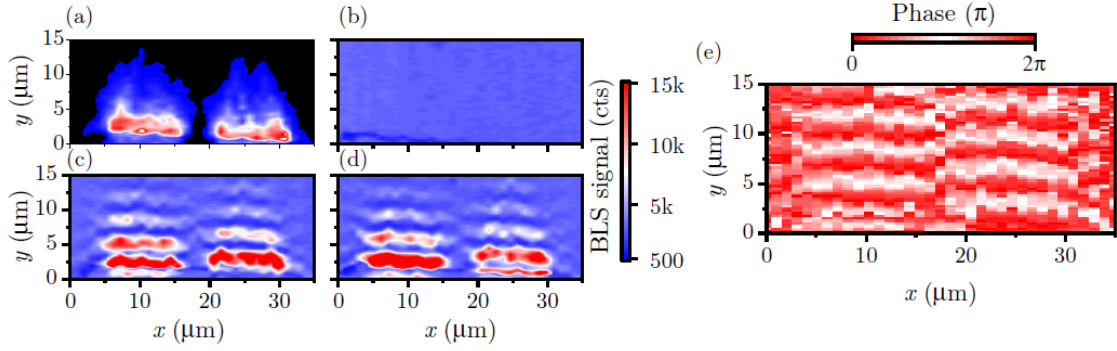 (a)
(b)
15
10
5
0
y (μm)
(c)
(d)
15
10
5
0
y (μm)
0 10 20 30
0 10 20 30
x (μm)
x (μm)
15k
10k
5k
500
BLS signal (cts)
Phase (π)
0 2π
(e)
15
10
5
0
y (μm)
0 10 20 30
x (μm)